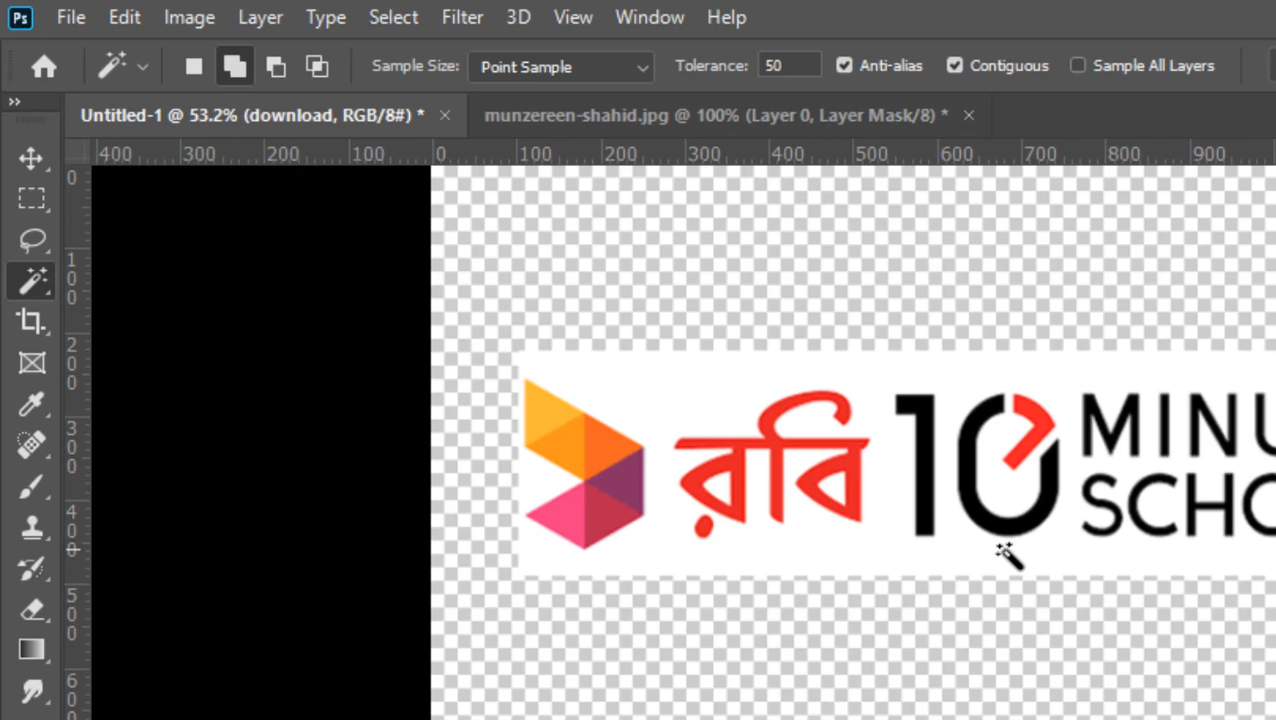 Ps File Edit Image Layer Type Select Filter 3D View Window Help
Sample Size: Point Sample Tolerance: 50 Anti-alias Contiguous Sample All Layers
Untitled-1 @ 53.2% (download, RGB/8#) * × munzereen-shahid.jpg @ 100% (Layer 0, Layer Mask/8) * ×
400 300 200 100 0 100 200 300 400 500 600 700 800 900
0
100
200
300
400
500
600
রবি 10 MINU
SCHO